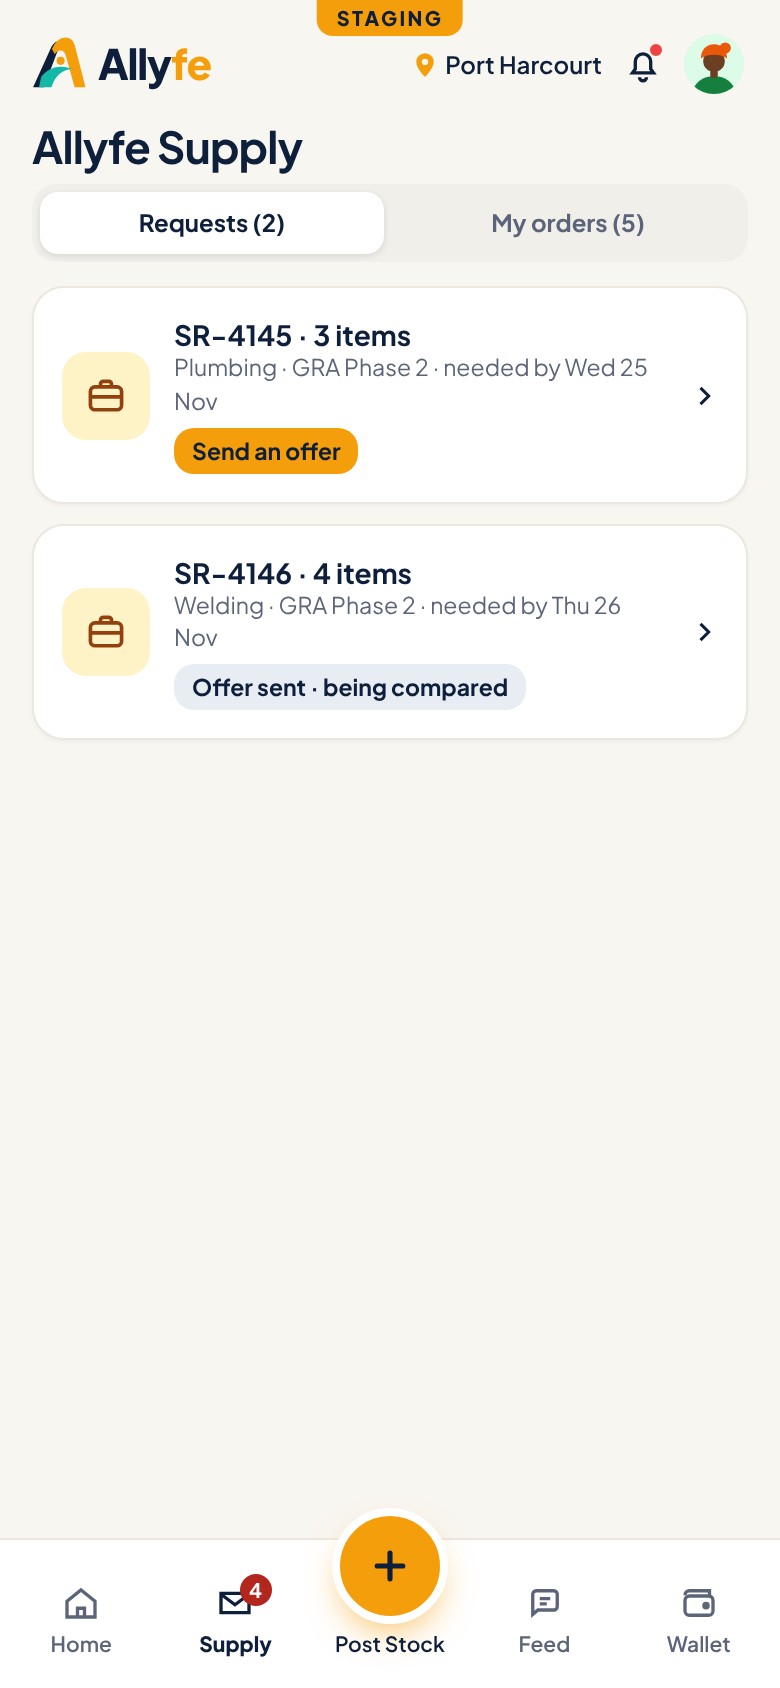 STAGING
Allyfe
Port Harcourt
Allyfe Supply
Requests (2)
My orders (5)
SR-4145 · 3 items
Plumbing · GRA Phase 2 · needed by Wed 25
Nov
Send an offer
SR-4146 · 4 items
Welding · GRA Phase 2 · needed by Thu 26
Nov
Offer sent · being compared
4
Home
Supply
Post Stock
Feed
Wallet